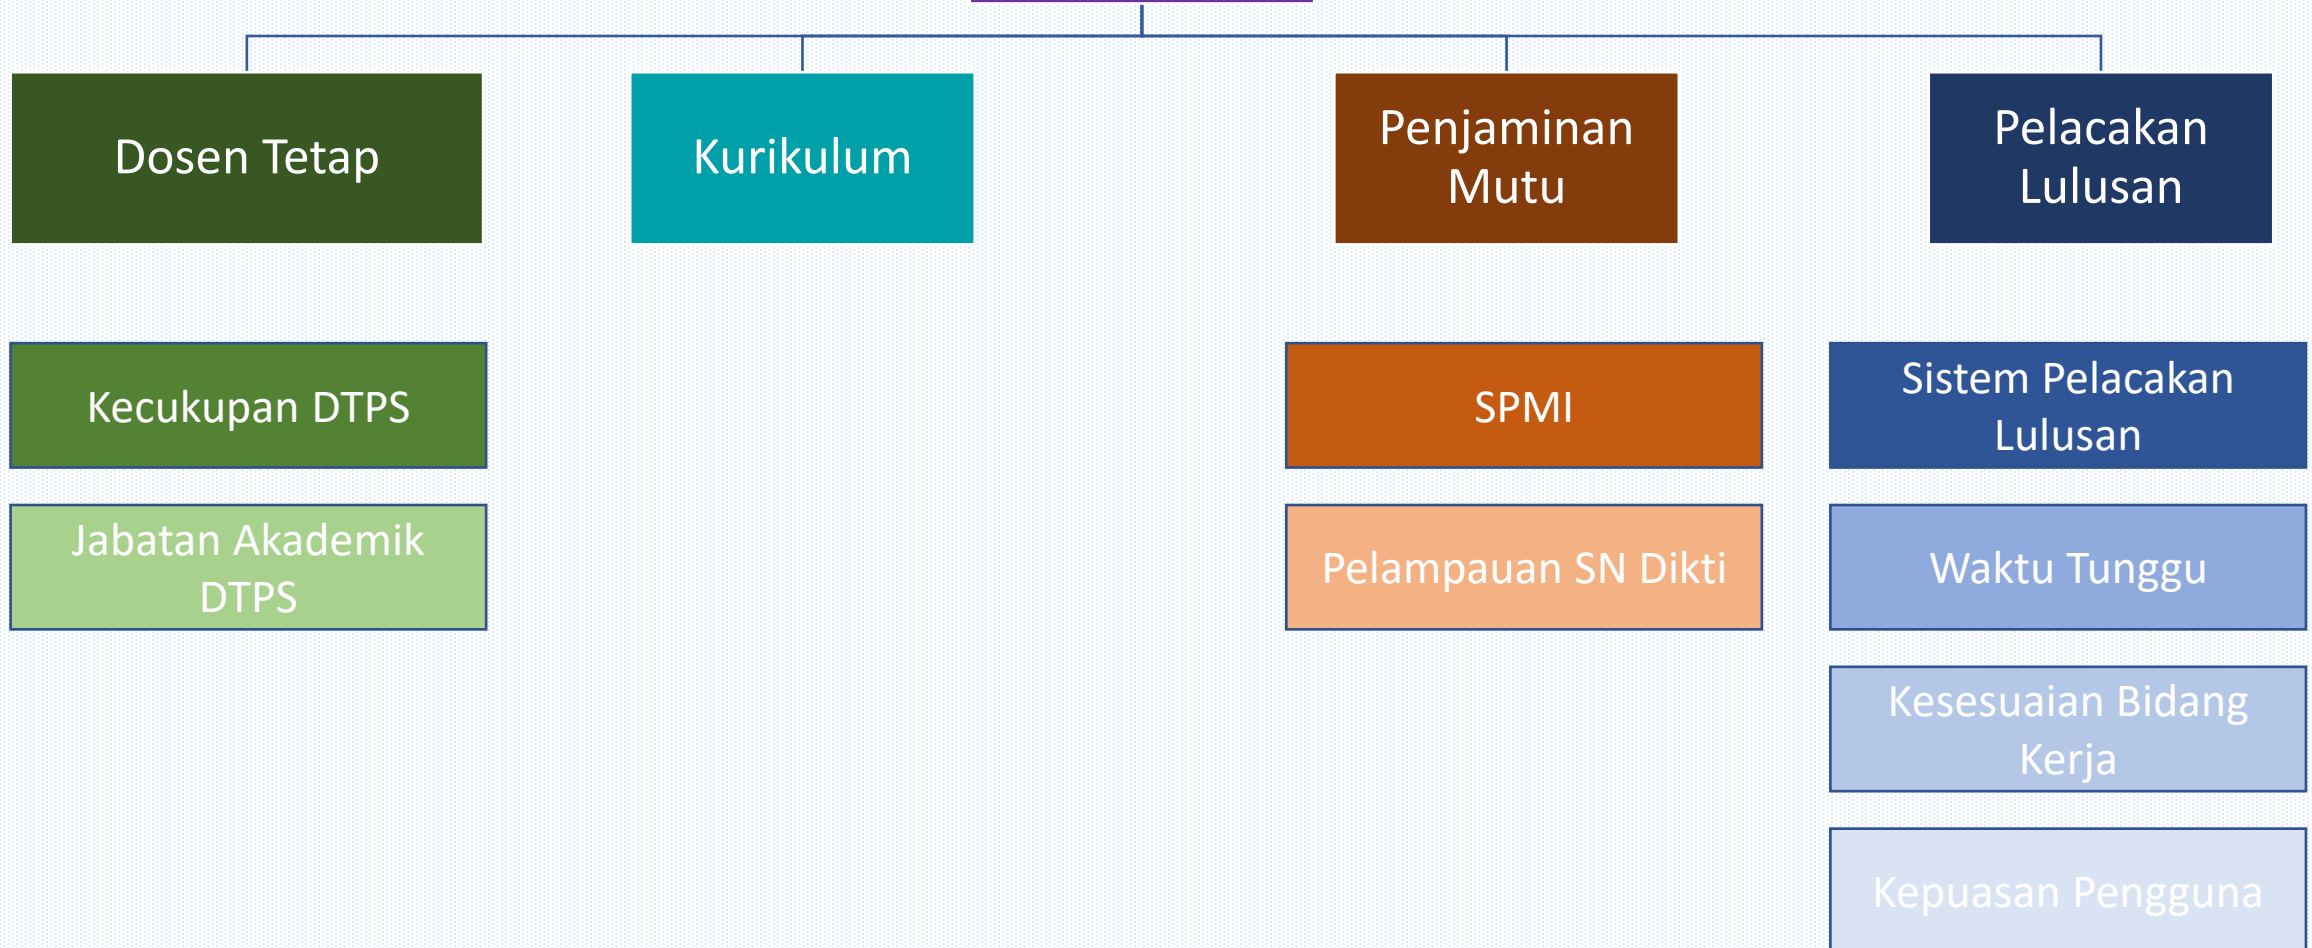 Dosen Tetap
Kurikulum
Penjaminan
Mutu
Pelacakan
Lulusan
Kecukupan DTPS
SPMI
Sistem Pelacakan
Lulusan
Jabatan Akademik
DTPS
Pelampauan SN Dikti
Waktu Tunggu
Kesesuaian Bidang
Kerja
Kepuasan Pengguna